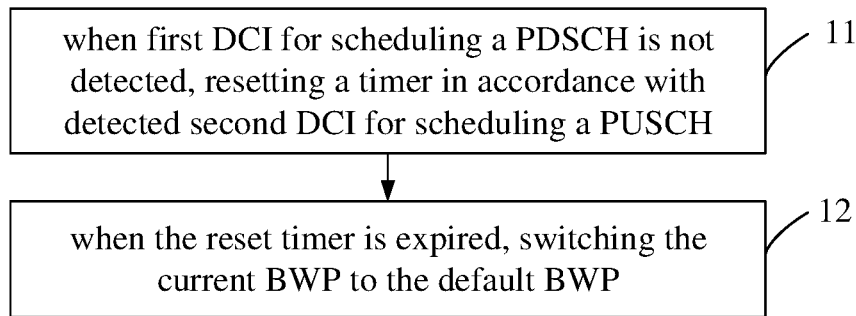 when first DCI for scheduling a PDSCH is not
detected, resetting a timer in accordance with
detected second DCI for scheduling a PUSCH
11
when the reset timer is expired, switching the
current BWP to the default BWP
12